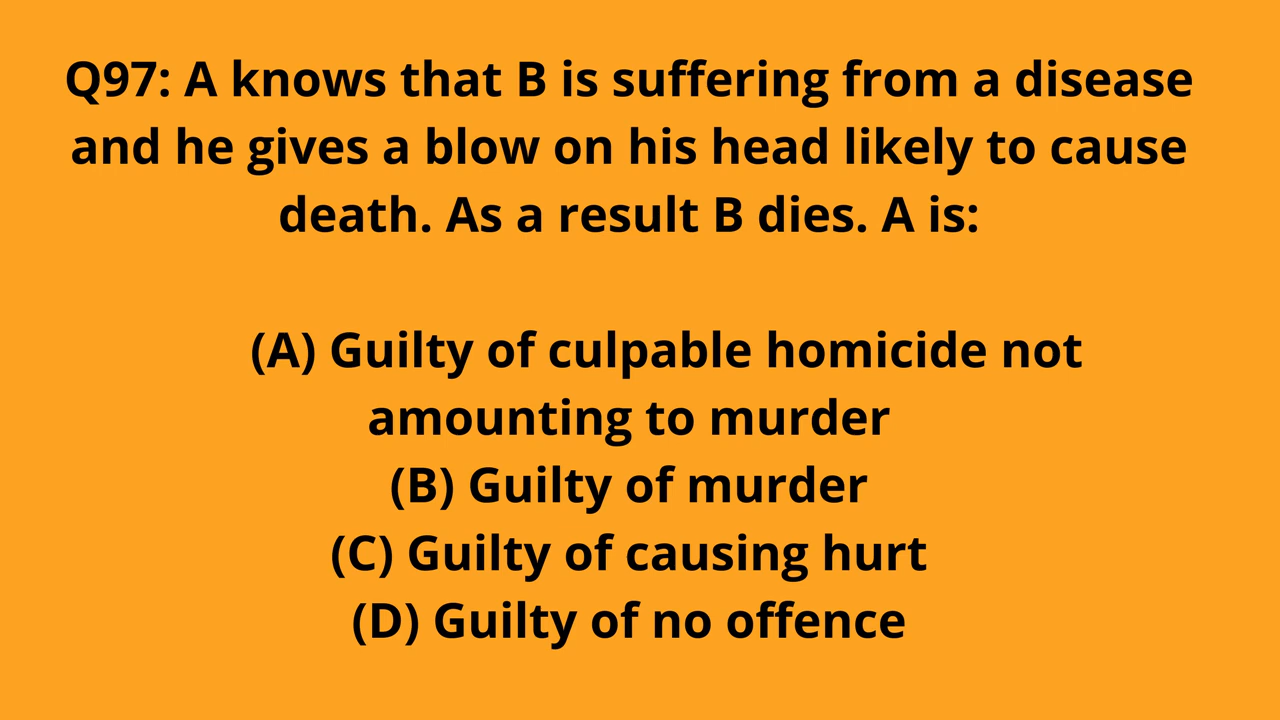 Q97: A knows that B is suffering from a disease
and he gives a blow on his head likely to cause
death. As a result B dies. A is:
(A) Guilty of culpable homicide not
amounting to murder
(B) Guilty of murder
(C) Guilty of causing hurt
(D) Guilty of no offence